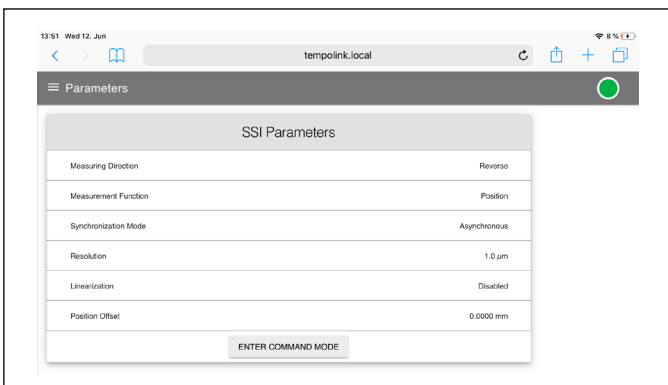 13:51 Wed 12. Jun 8 %
tempolink.local
Parameters
SSI Parameters
Measuring Direction Reverse
Measurement Function Position
Synchronization Mode Asynchronous
Resolution 1.0 μm
Linearization Disabled
Position Offset 0.0000 mm
ENTER COMMAND MODE